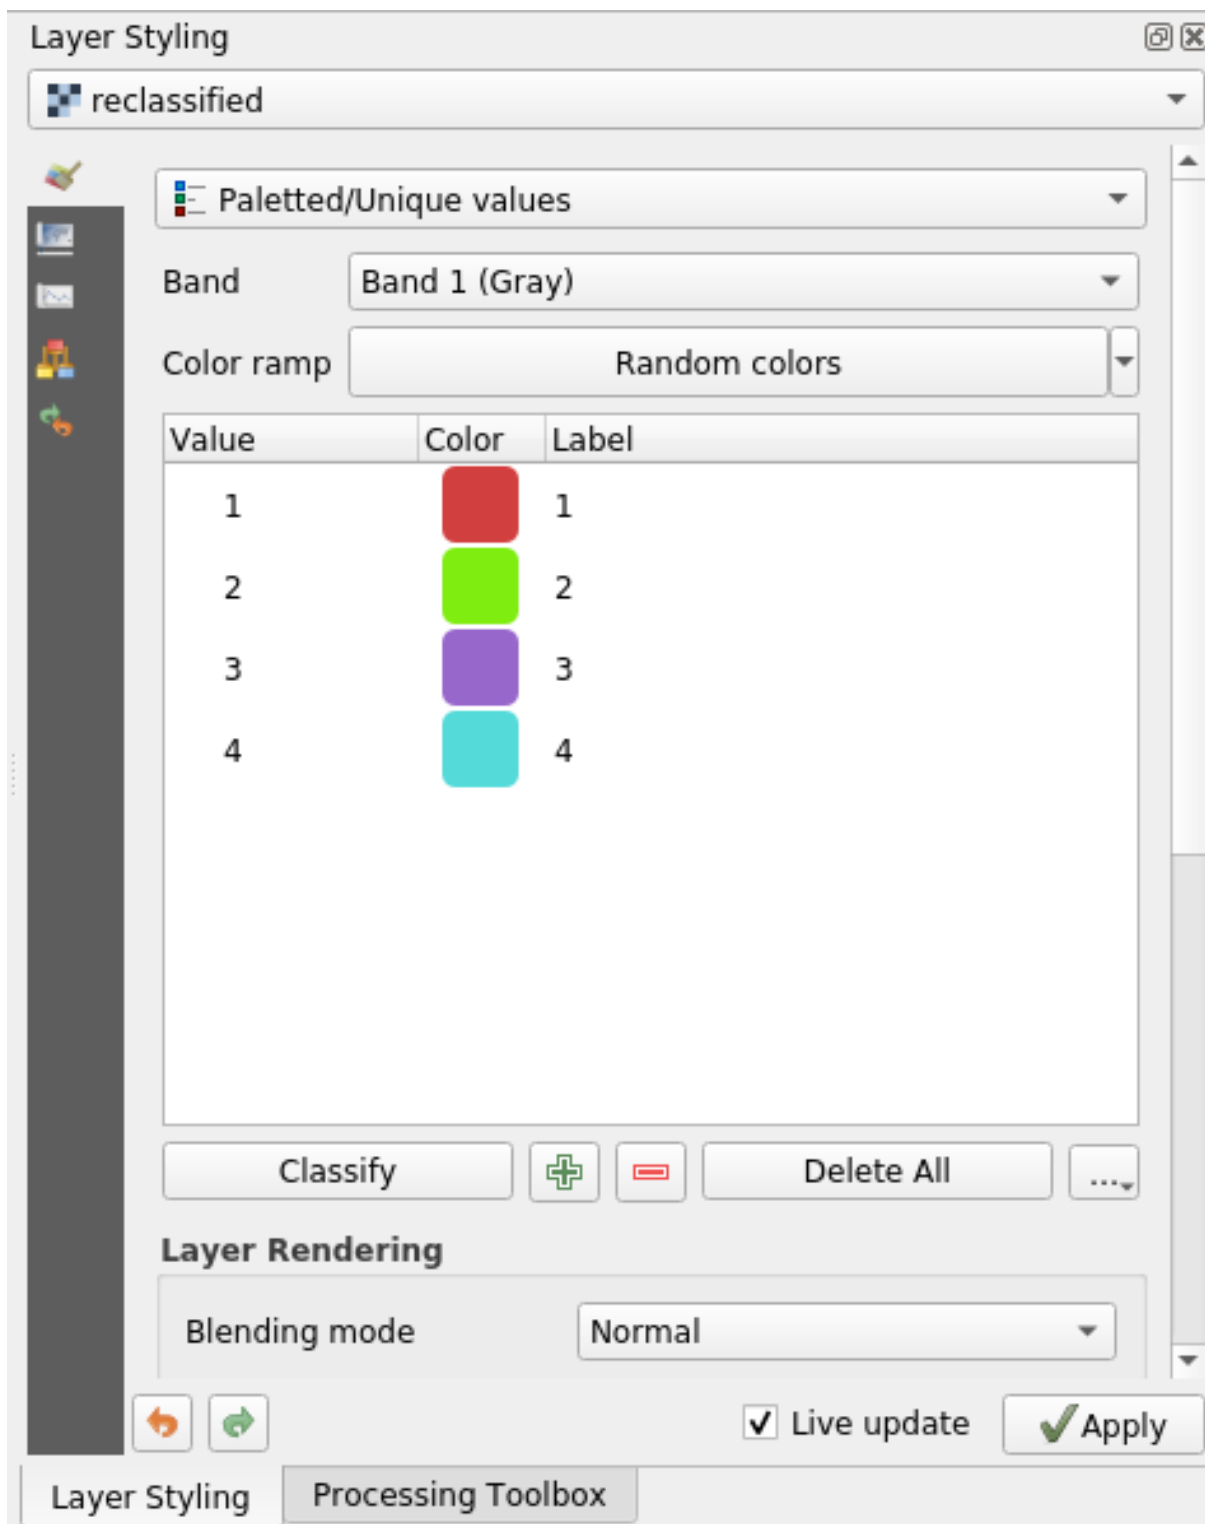 Layer Styling
reclassified
Paletted/Unique values
Band Band 1 (Gray)
Color ramp Random colors
Value Color Label
1 1
2 2
3 3
4 4
Classify Delete All ...
Layer Rendering
Blending mode Normal
Live update Apply
Layer Styling Processing Toolbox